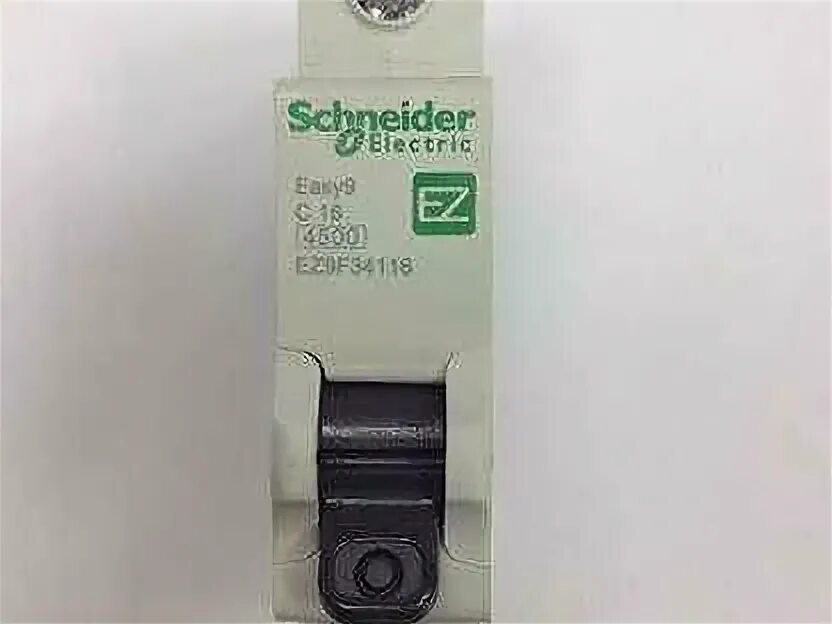 Schneider
Electric
Easy9
C16
4500
EZ9F34116
EZ